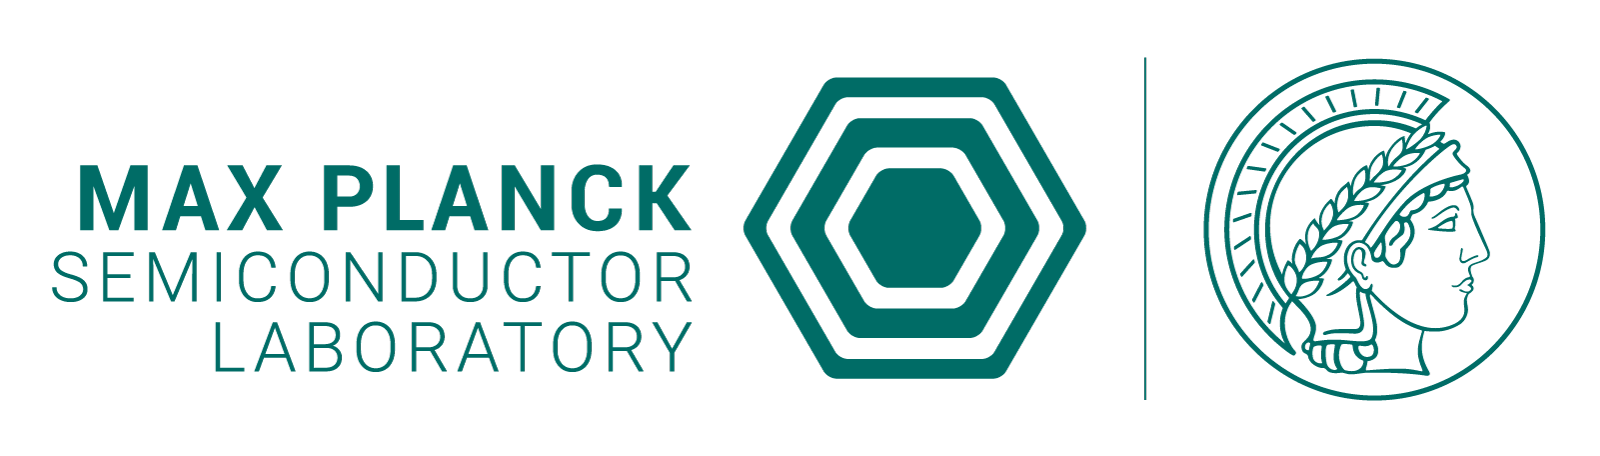 MAX PLANCK
SEMICONDUCTOR
LABORATORY